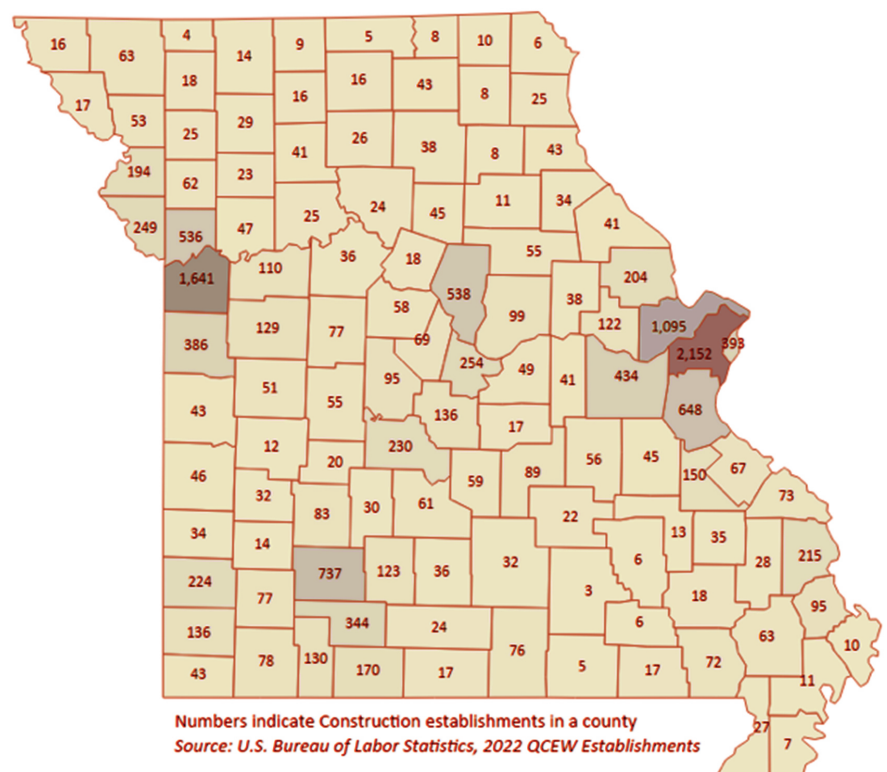 16 63 4 14 9 5 8 10 6
17 53 18 29 16 16 43 8 25
194 25 23 41 26 38 8 43
249 62 47 25 24 45 11 34 41
536 18 55 204
1,641 110 36 538 99 38 122 1,095
386 129 77 58 69 254 49 41 434 2,152 393
43 51 55 95 136 17 648
46 12 20 230 59 89 56 45 150 67 73
34 32 83 30 61 22 13 35 28 215
224 14 737 123 36 32 3 6 18 95
136 77 344 24 76 6 63 10
43 78 130 170 17 5 17 72 11
27 7
Numbers indicate Construction establishments in a county
Source: U.S. Bureau of Labor Statistics, 2022 QCEW Establishments